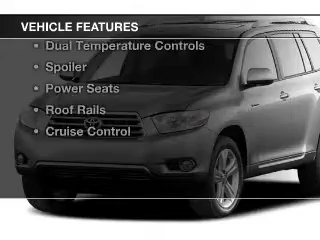 VEHICLE FEATURES
• Dual Temperature Controls
• Spoiler
• Power Seats
• Roof Rails
• Cruise Control